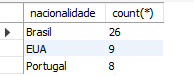 nacionalidade count(*)
Brasil 26
EUA 9
Portugal 8